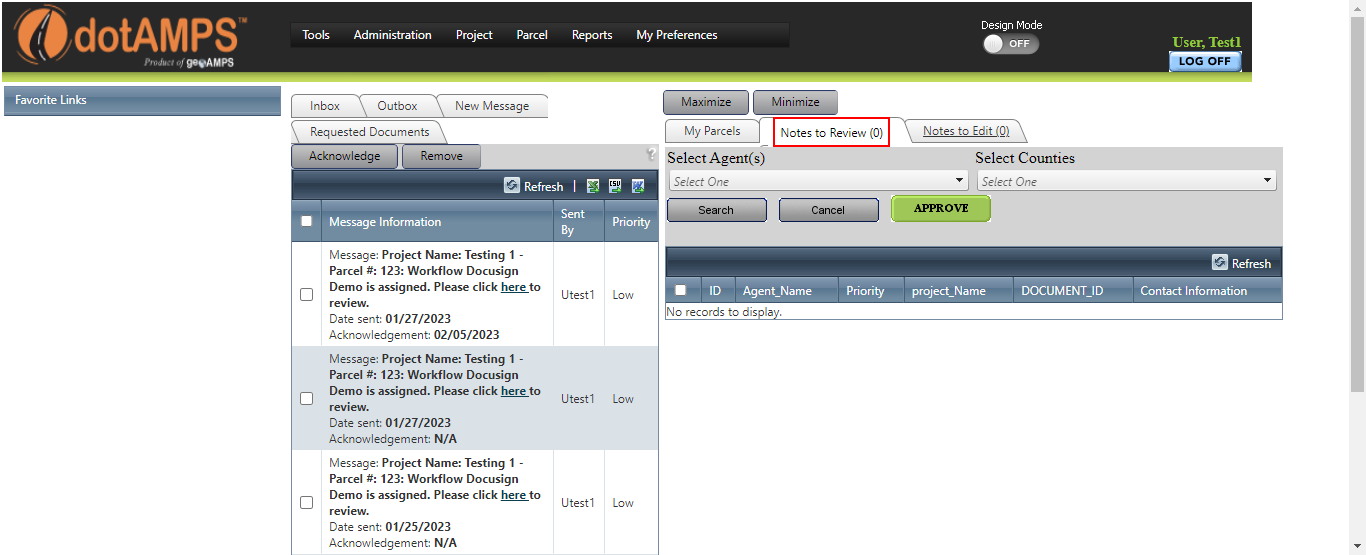 dotAMPS™
Product of geoAMPS
Tools Administration Project Parcel Reports My Preferences
Design Mode
OFF
User, Test1
LOG OFF
Favorite Links
Inbox Outbox New Message
Requested Documents
Acknowledge Remove
?
Refresh |
CSV
Message Information Sent By Priority
Message: Project Name: Testing 1 -
Parcel #: 123: Workflow Docusign
Demo is assigned. Please click here to
review.
Date sent: 01/27/2023
Acknowledgement: 02/05/2023
Utest1 Low
Message: Project Name: Testing 1 -
Parcel #: 123: Workflow Docusign
Demo is assigned. Please click here to
review.
Date sent: 01/27/2023
Acknowledgement: N/A
Utest1 Low
Message: Project Name: Testing 1 -
Parcel #: 123: Workflow Docusign
Demo is assigned. Please click here to
review.
Date sent: 01/25/2023
Acknowledgement: N/A
Utest1 Low
Maximize Minimize
My Parcels Notes to Review (0) Notes to Edit (0)
Select Agent(s) Select Counties
Select One Select One
Search Cancel APPROVE
Refresh
ID Agent_Name Priority project_Name DOCUMENT_ID Contact Information
No records to display.